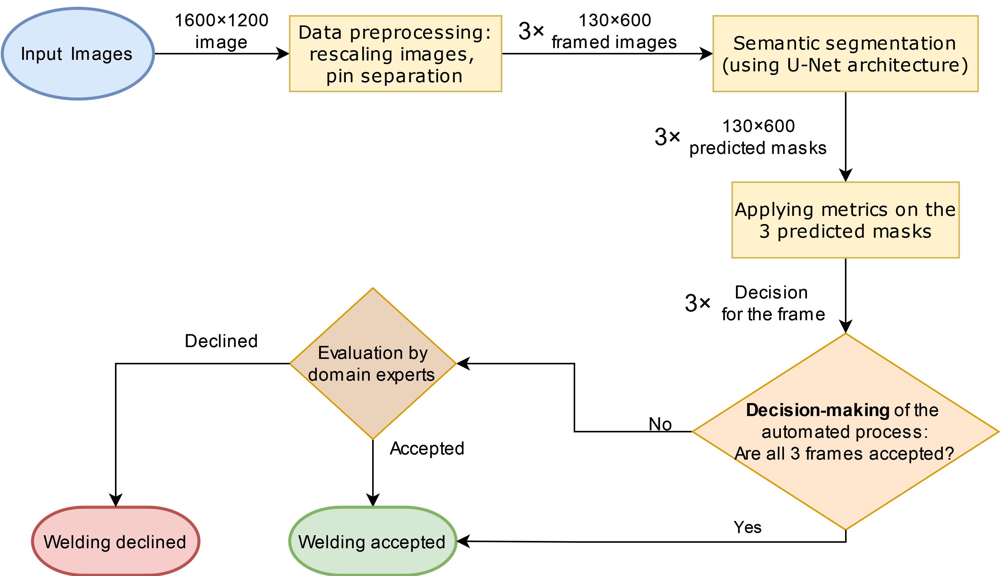 Input Images
1600×1200
image
Data preprocessing:
rescaling images,
pin separation
3×
130×600
framed images
Semantic segmentation
(using U-Net architecture)
3×
130×600
predicted masks
Applying metrics on the
3 predicted masks
3×
Decision
for the frame
Decision-making of the
automated process:
Are all 3 frames accepted?
No
Yes
Evaluation by
domain experts
Declined
Accepted
Welding declined
Welding accepted